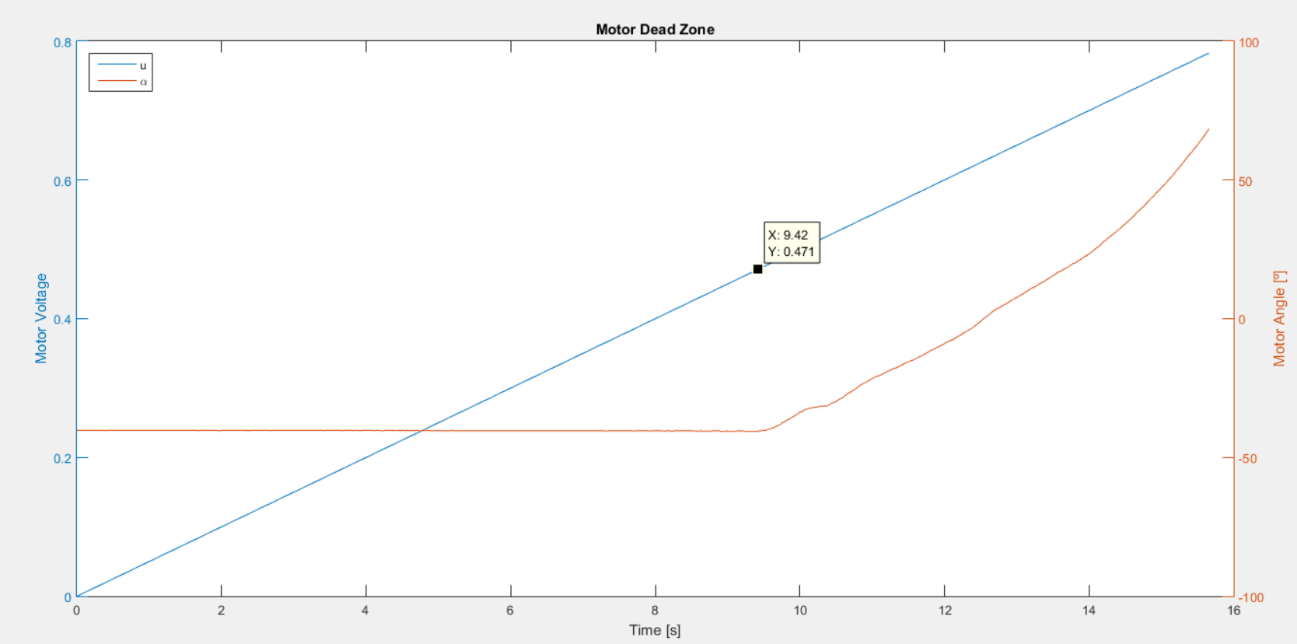 Motor Dead Zone
u
α
0.8
0.6
0.4
0.2
0
Motor Voltage
X: 9.42
Y: 0.471
100
50
0
-50
-100
Motor Angle [º]
0 2 4 6 8 10 12 14 16
Time [s]